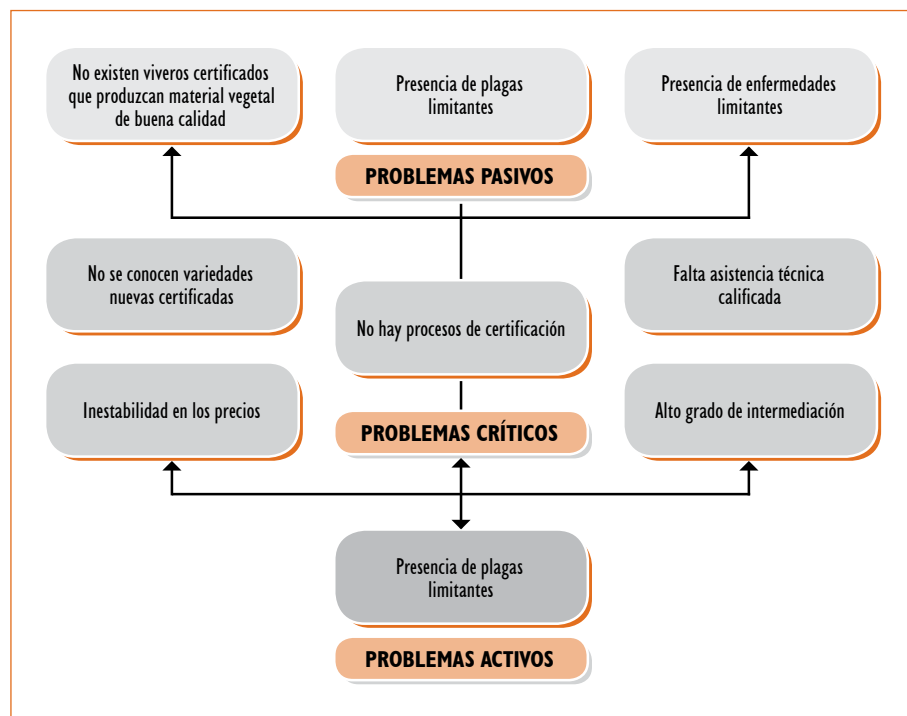 No existen viveros certificados
que produzcan material vegetal
de buena calidad
Presencia de plagas
limitantes
Presencia de enfermedades
limitantes
PROBLEMAS PASIVOS
No se conocen variedades
nuevas certificadas
No hay procesos de certificación
Falta asistencia técnica
calificada
Inestabilidad en los precios
PROBLEMAS CRÍTICOS
Alto grado de intermediación
Presencia de plagas
limitantes
PROBLEMAS ACTIVOS